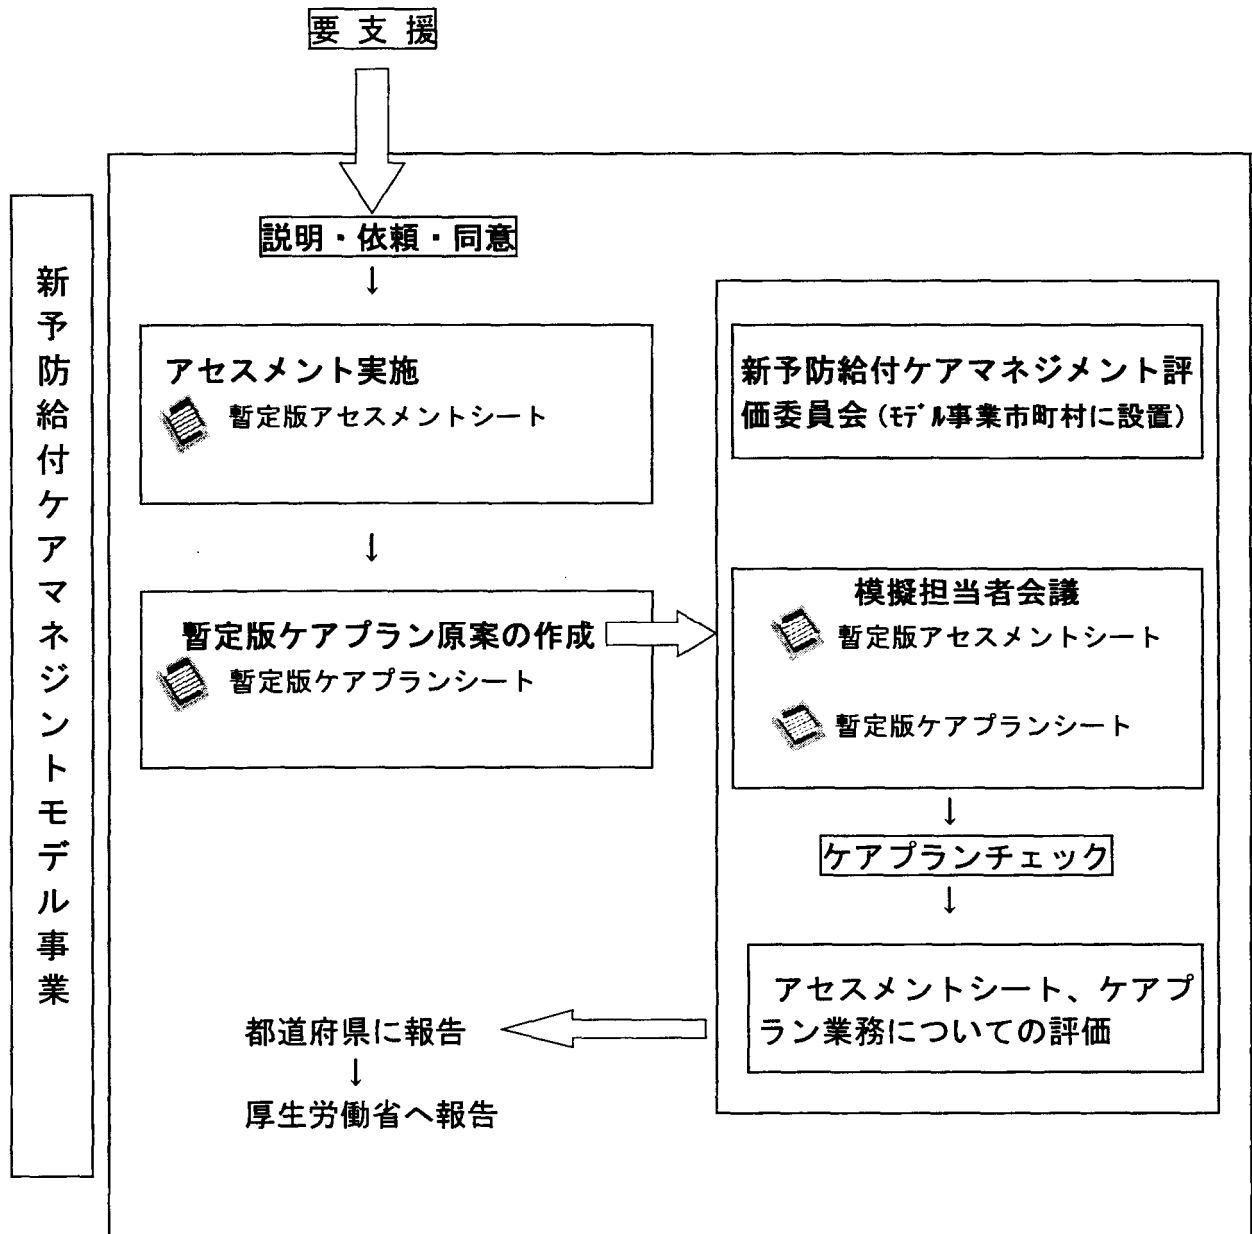 要支援
新予防給付ケアマネジントモデル事業
説明・依頼・同意
↓
アセスメント実施
暫定版アセスメントシート
↓
暫定版ケアプラン原案の作成
暫定版ケアプランシート
新予防給付ケアマネジメント評
価委員会(ﾓﾃﾞﾙ事業市町村に設置)
模擬担当者会議
暫定版アセスメントシート
暫定版ケアプランシート
↓
ケアプランチェック
↓
アセスメントシート、ケアプ
ラン業務についての評価
都道府県に報告
↓
厚生労働省へ報告